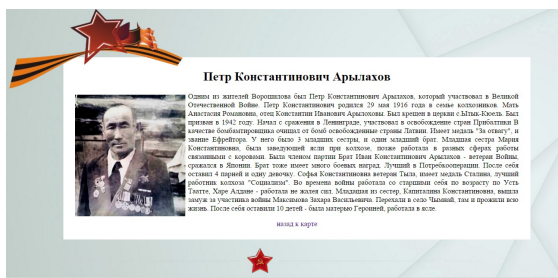 Петр Константинович Арылахов
Одним из жителей Ворошилова был Петр Константинович Арылахов, который участвовал в Великой
Отечественной Войне. Петр Константинович родился 29 мая 1916 года в семье колхозников. Мать
Анастасия Романовна, отец Константин Иванович Арылоховы. Был крещен в церкви с.Ытык-Кюель. Был
призван в 1942 году. Начал с сражения в Ленинграде, участвовал в освобождение стран Прибалтики В
качестве бомбамтировщика очищал от бомб освобожденные страны Латвии. Имеет медаль "За отвагу", и
звание Ефрейтора. У него было 3 младших сестры, и один младший брат. Младшая сестра Мария
Константиновна, была заведующей ясли при колхозе, позже работала в разных сферах работы
связанными с коровами. Была членом партии Брат Иван Константинович Арылахов - ветеран Войны,
сражался в Японии. Брат тоже имеет много боевых наград. Лучший в Потребкооперации. После себя
оставил 4 парней и одну девочку. Софья Константиновна ветеран Тыла, имеет медаль Сталина, лучший
работник колхоза "Социализм". Во времена войны работала со старшими себя по возрасту по Усть
Таатте, Харе Алдане - работала не жалея сил. Младшая из сестер, Капиталина Константиновна, вышла
замуж за участника войны Максимова Захара Васильевича. Перехали в село Чымнай, там и прожили всю
жизнь. После себя оставили 10 детей - была матерью Героиней, работала в ясле.
назад к карте